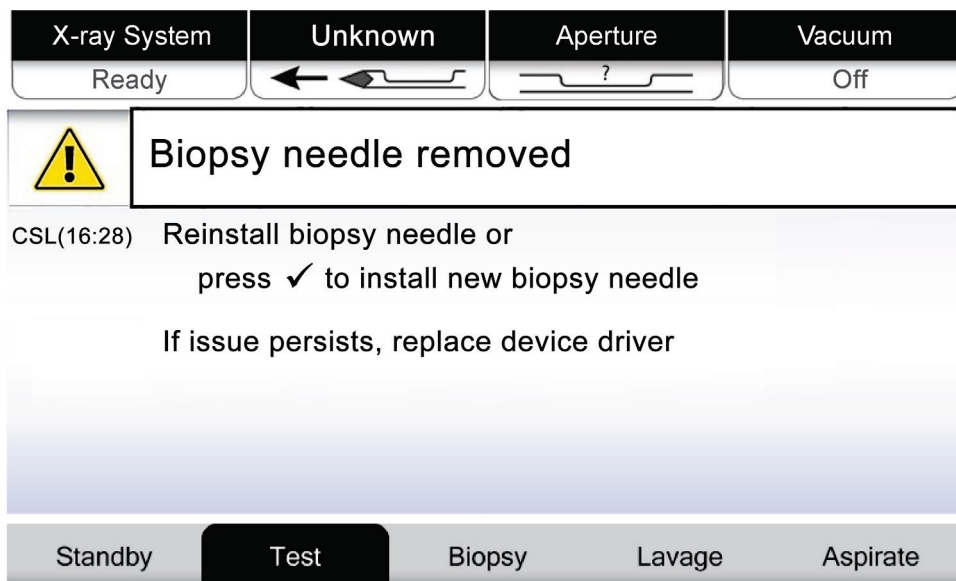 X-ray System Unknown Aperture Vacuum
Ready ? Off
Biopsy needle removed
CSL(16:28) Reinstall biopsy needle or
press ✓ to install new biopsy needle
If issue persists, replace device driver
Standby Test Biopsy Lavage Aspirate